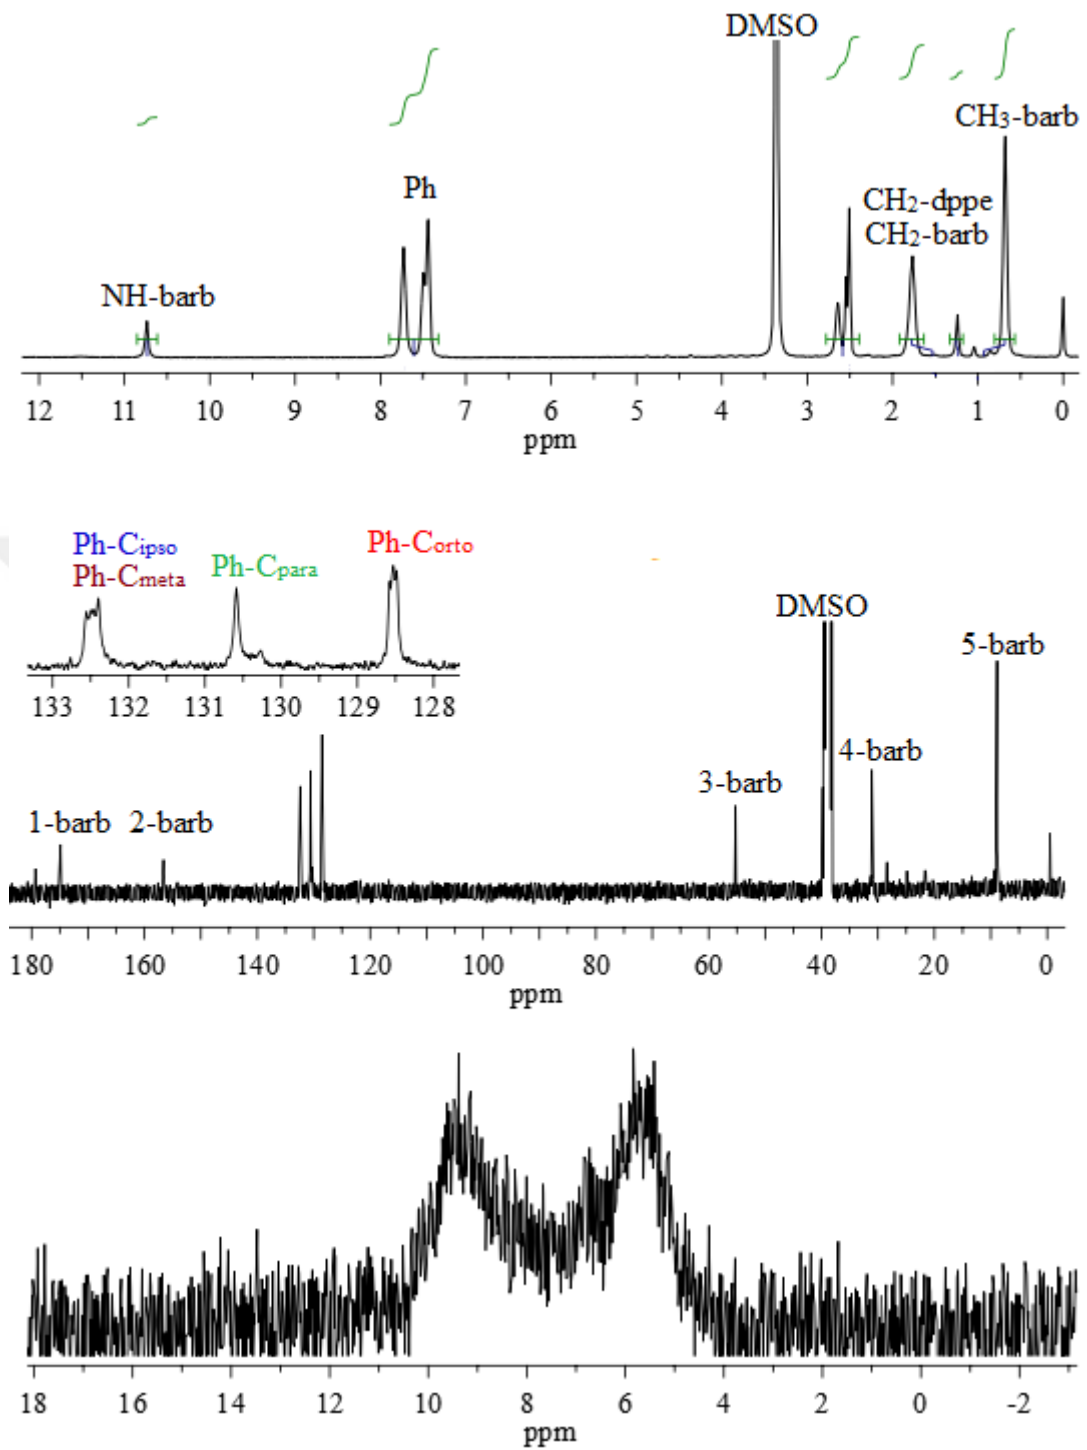 DMSO
CH3-barb
Ph
CH2-dppe
CH2-barb
NH-barb
12 11 10 9 8 7 6 5 4 3 2 1 0
ppm
Ph-Cipso
Ph-Cmeta
Ph-Cpara
Ph-Corto
133 132 131 130 129 128
DMSO
5-barb
4-barb
3-barb
1-barb 2-barb
180 160 140 120 100 80 60 40 20 0
ppm
18 16 14 12 10 8 6 4 2 0 -2
ppm